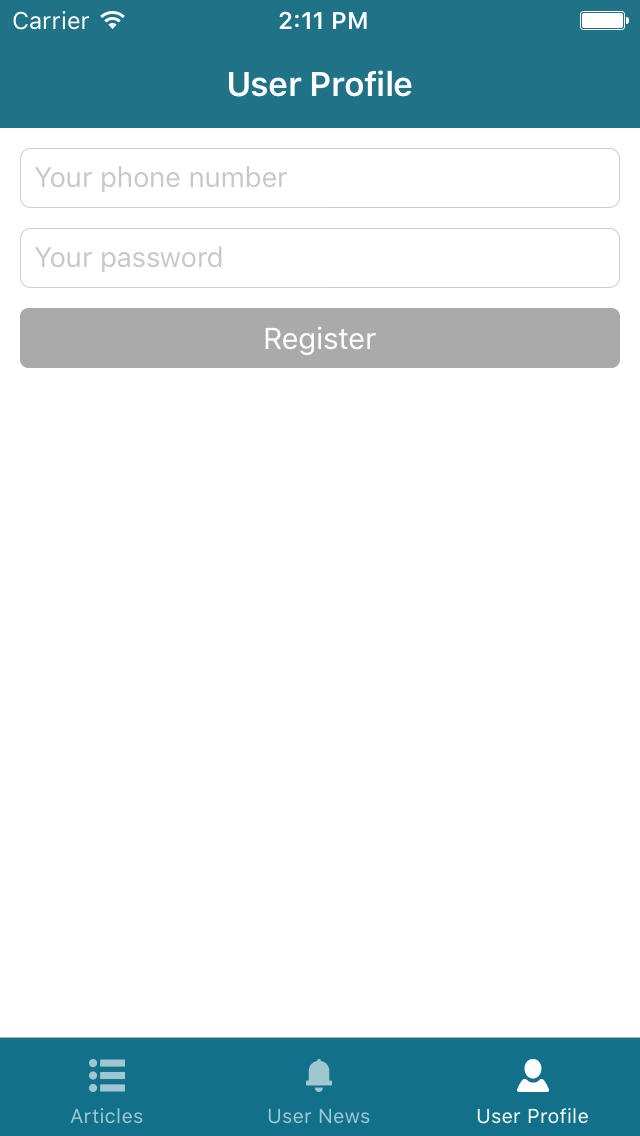 Carrier 2:11 PM
User Profile
Your phone number
Your password
Register
Articles User News User Profile